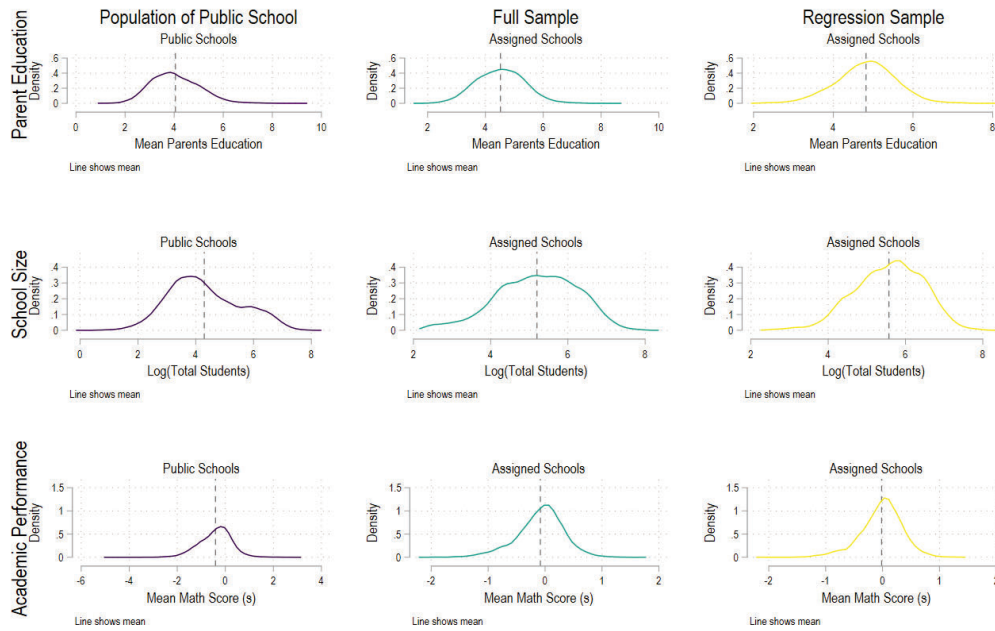 Population of Public School
Full Sample
Regression Sample
Parent Education
Public Schools
Assigned Schools
Assigned Schools
Density
.6
.4
.2
0
0 2 4 6 8 10
Mean Parents Education
Line shows mean
Density
.6
.4
.2
0
2 4 6 8 10
Mean Parents Education
Line shows mean
Density
.6
.4
.2
0
2 4 6 8
Mean Parents Education
Line shows mean
School Size
Public Schools
Assigned Schools
Assigned Schools
Density
.4
.3
.2
.1
0
0 2 4 6 8
Log(Total Students)
Line shows mean
Density
.4
.3
.2
.1
0
2 4 6 8
Log(Total Students)
Line shows mean
Density
.4
.3
.2
.1
0
2 4 6 8
Log(Total Students)
Line shows mean
Academic Performance
Public Schools
Assigned Schools
Assigned Schools
Density
1.5
1
.5
0
-6 -4 -2 0 2 4
Mean Math Score (s)
Line shows mean
Density
1.5
1
.5
0
-2 -1 0 1 2
Mean Math Score (s)
Line shows mean
Density
1.5
1
.5
0
-2 -1 0 1 2
Mean Math Score (s)
Line shows mean